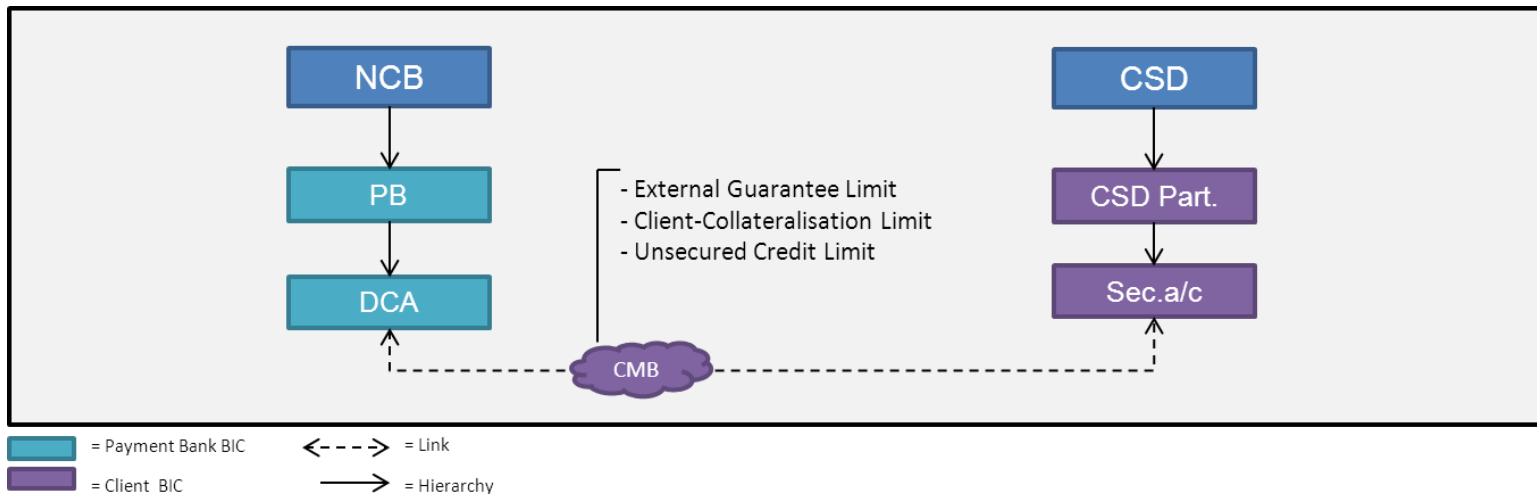 NCB
CSD
PB
CSD Part.
- External Guarantee Limit
- Client-Collateralisation Limit
- Unsecured Credit Limit
DCA
Sec.a/c
CMB
= Payment Bank BIC
= Link
= Client BIC
= Hierarchy